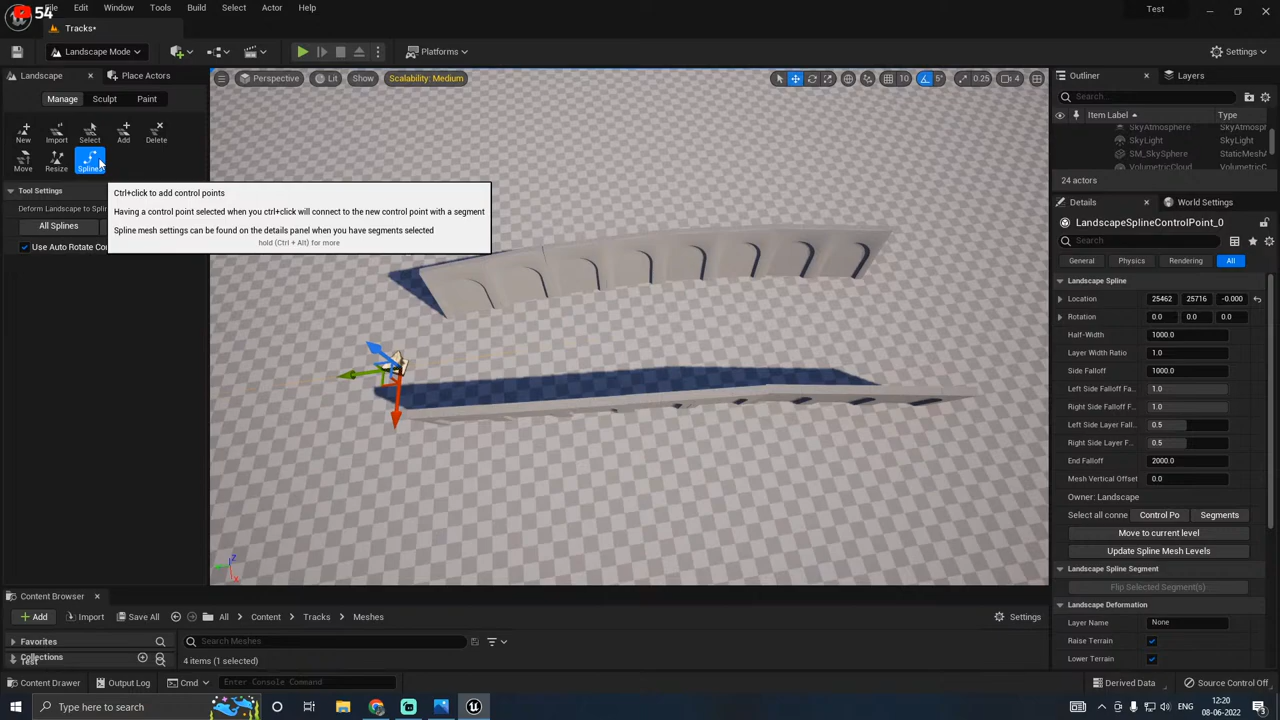 54
File Edit Window Tools Build Select Actor Help
Test
Tracks•
Landscape Mode
Platforms
Settings
Landscape
Place Actors
Perspective
Lit
Show
Scalability: Medium
10
5°
0.25
4
Outliner
Layers
Manage
Sculpt
Paint
Search...
Item Label
Type
New
Import
Select
Add
Delete
SkyAtmosphere
SkyAtmosp
SkyLight
SkyLight
SM_SkySphere
StaticMeshA
VolumetricCloud
Volumetric
Move
Resize
Splines
24 actors
Tool Settings
Deform Landscape to Splin
All Splines
Use Auto Rotate Co
Ctrl+click to add control points
Having a control point selected when you ctrl+click will connect to the new control point with a segment
Spline mesh settings can be found on the details panel when you have segments selected
hold (Ctrl + Alt) for more
Details
World Settings
LandscapeSplineControlPoint_0
Search
General
Physics
Rendering
All
Landscape Spline
Location 25462 25716 -0.000
Rotation 0.0 0.0 0.0
Half-Width 1000.0
Layer Width Ratio 1.0
Side Falloff 1000.0
Left Side Falloff Fa... 1.0
Right Side Falloff F... 1.0
Left Side Layer Fall... 0.5
Right Side Layer F... 0.5
End Falloff 2000.0
Mesh Vertical Offset 0.0
Owner: Landscape
Select all conne Control Po Segments
Move to current level
Update Spline Mesh Levels
Landscape Spline Segment
Flip Selected Segment(s)
Landscape Deformation
Layer Name None
Raise Terrain
Lower Terrain
Z
X
Content Browser
Add
Import
Save All
All
Content
Tracks
Meshes
Settings
Favorites
Search Meshes
Collections
Test
4 items (1 selected)
Content Drawer
Output Log
Cmd
Enter Console Command
Derived Data
Source Control Off
Type here to search
12:20
08-06-2022